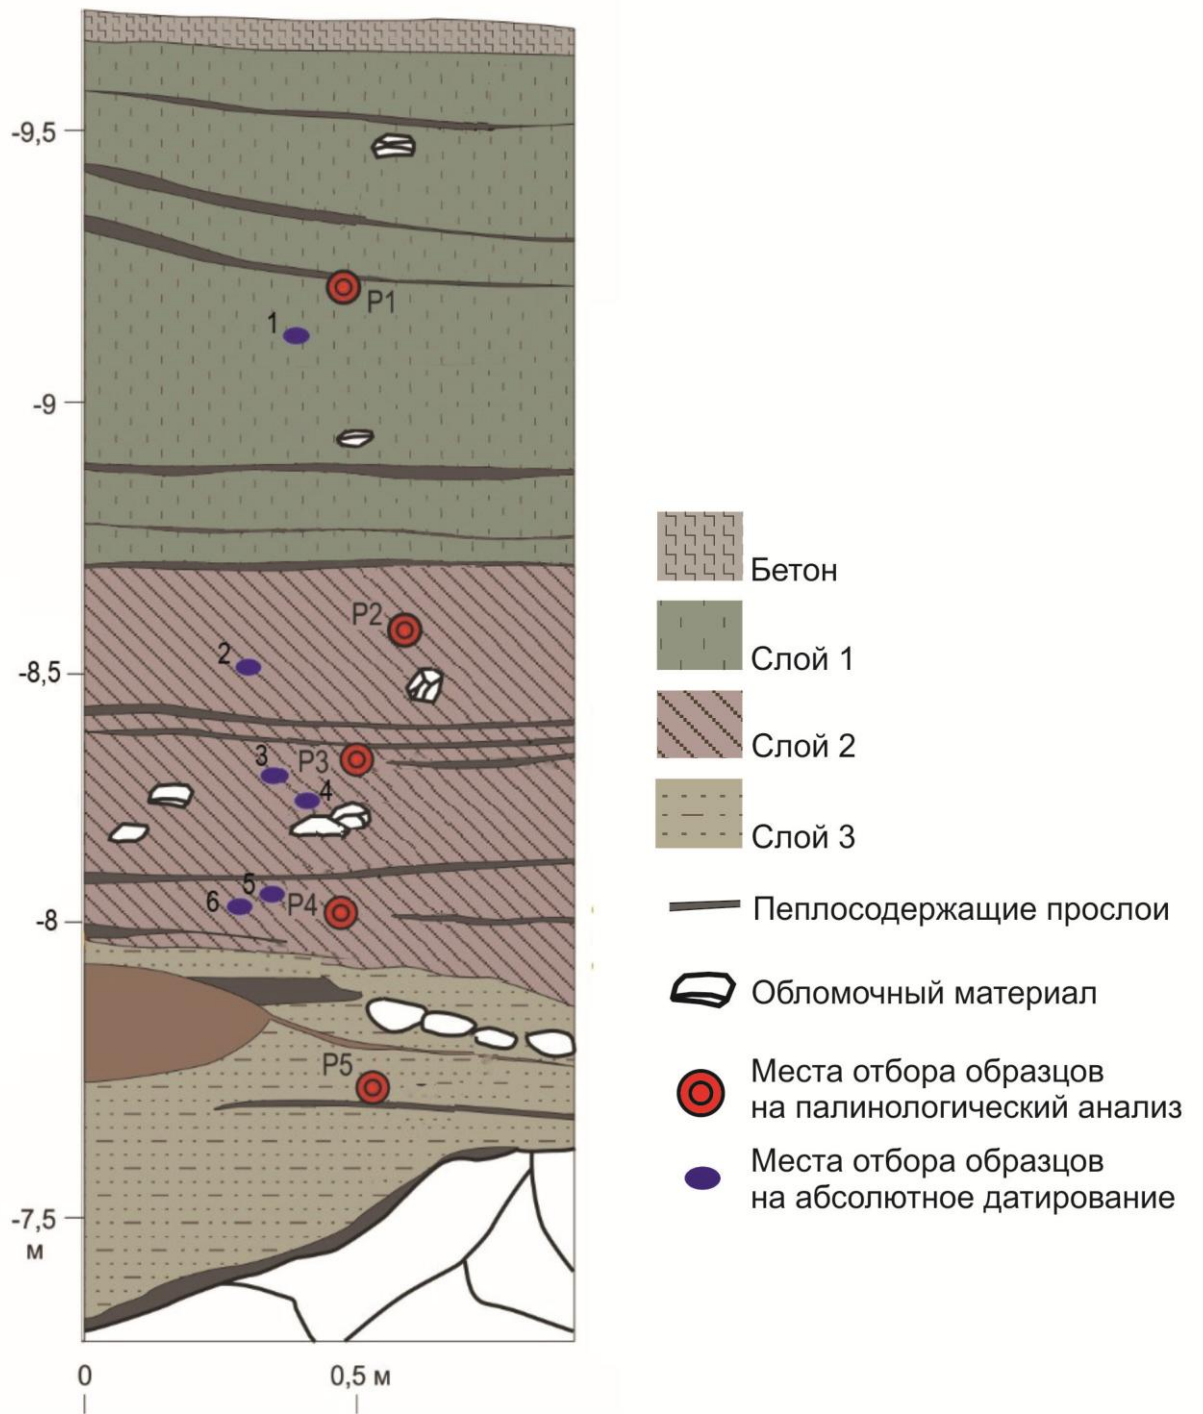 -9,5
P1
1
-9
P2
2
-8,5
3
P3
4
5
6
P4
-8
P5
-7,5
м
0
0,5 м
Бетон
Слой 1
Слой 2
Слой 3
Пеплосодержащие прослои
Обломочный материал
Места отбора образцов
на палинологический анализ
Места отбора образцов
на абсолютное датирование